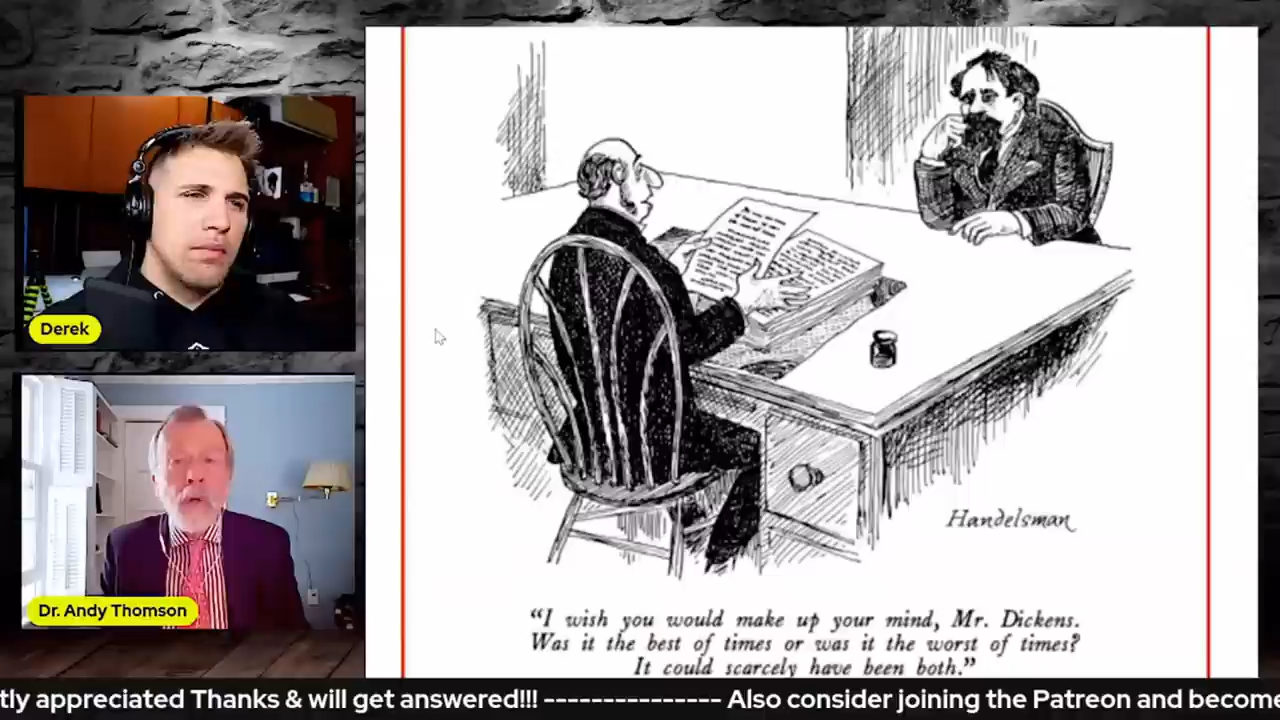 Derek
Dr. Andy Thomson
Handelsman
“I wish you would make up your mind, Mr. Dickens.
Was it the best of times or was it the worst of times?
It could scarcely have been both.”
appreciated Thanks & will get answered!!! --------------- Also consider joining the Patreon and